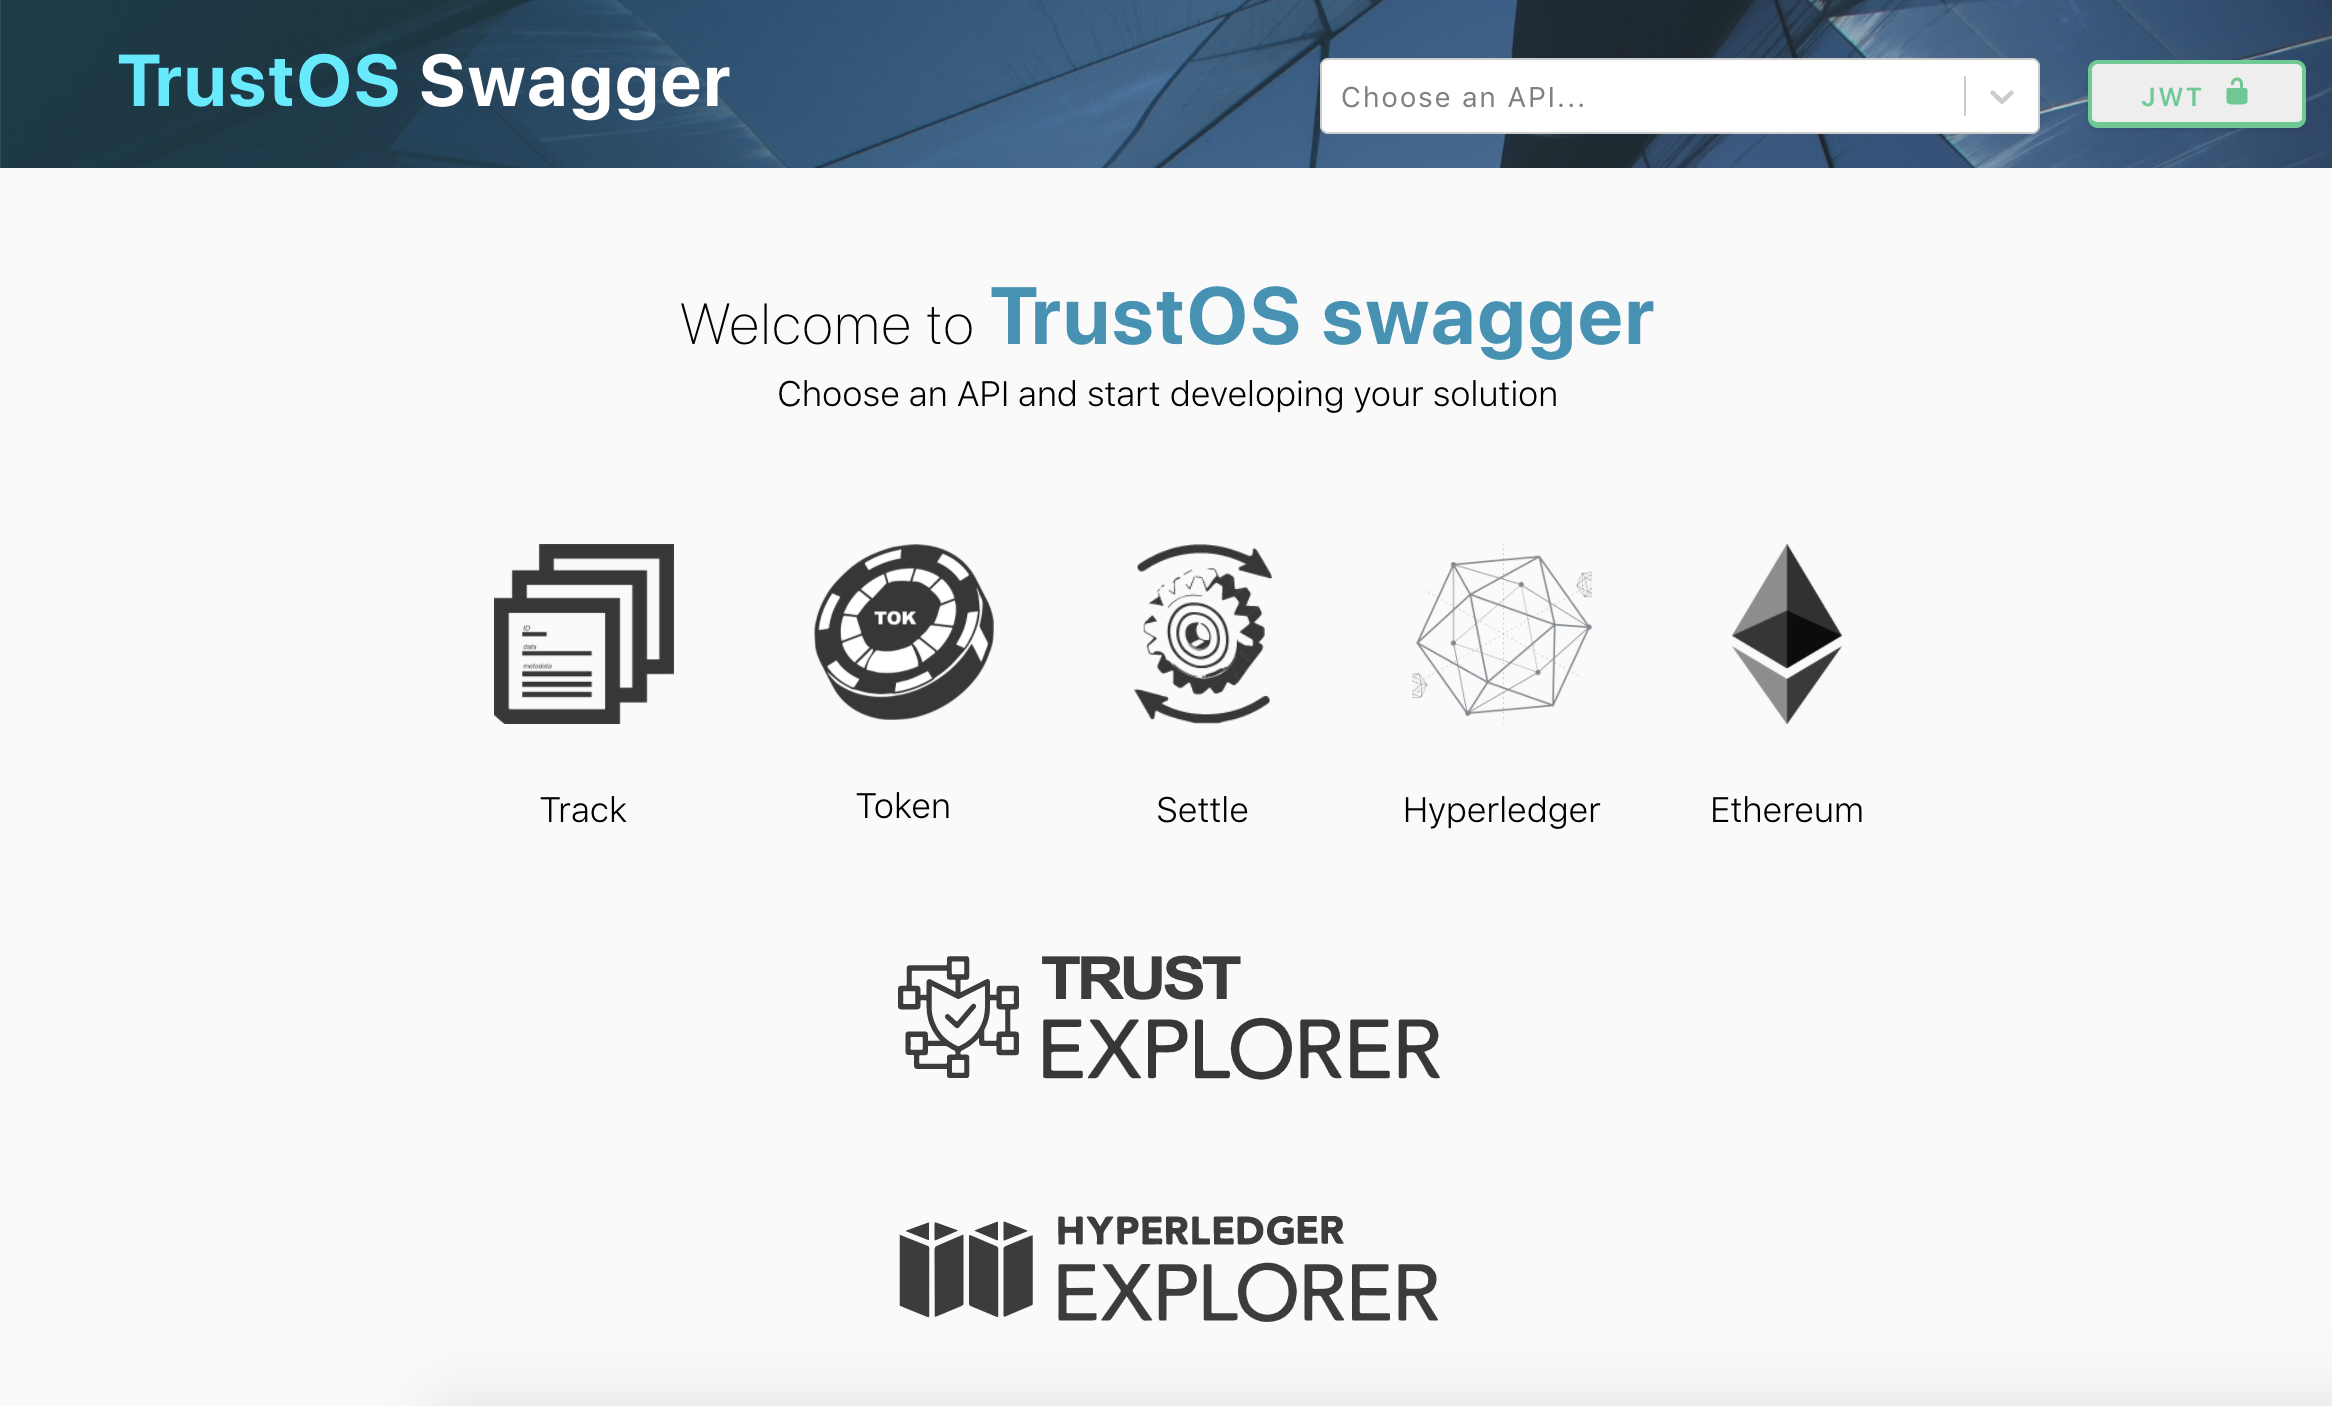 TrustOS Swagger
Choose an API...
JWT
Welcome to TrustOS swagger
Choose an API and start developing your solution
ID
data
metadata
TOK
Track
Token
Settle
Hyperledger
Ethereum
TRUST
EXPLORER
HYPERLEDGER
EXPLORER